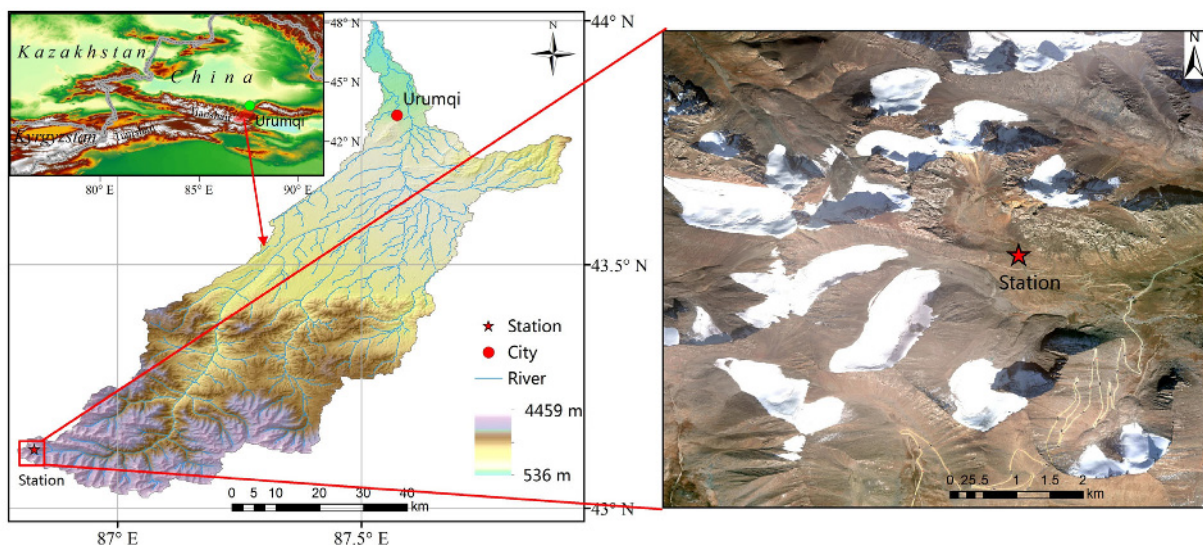 Kazakhstan
China
Tianshan
Urumqi
Kyrgyzstan
48° N
45° N
42° N
80° E
85° E
90° E
N
Urumqi
44° N
43.5° N
43° N
Station
City
River
4459 m
536 m
Station
0 5 10 20 30 40
km
87° E
87.5° E
N
Station
0 25 .5 1 1.5 2
km